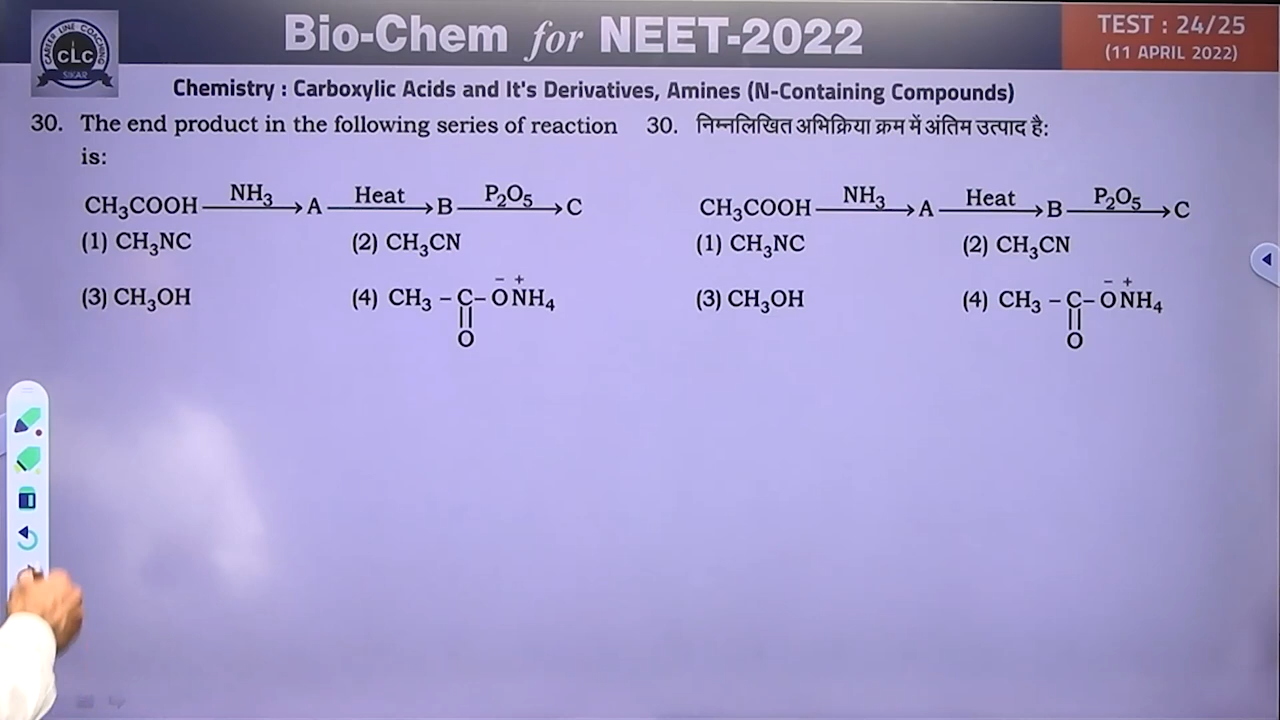 CAREER LINE COACHING
CLC
SIKAR
Bio-Chem for NEET-2022
TEST : 24/25
(11 APRIL 2022)
Chemistry : Carboxylic Acids and It's Derivatives, Amines (N-Containing Compounds)
30. The end product in the following series of reaction
is:
CH₃COOH —NH₃→ A —Heat→ B —P₂O₅→ C
(1) CH₃NC (2) CH₃CN
(3) CH₃OH (4) CH₃ – C – O⁻ N⁺H₄
||
O
30. निम्नलिखित अभिक्रिया क्रम में अंतिम उत्पाद है:
CH₃COOH —NH₃→ A —Heat→ B —P₂O₅→ C
(1) CH₃NC (2) CH₃CN
(3) CH₃OH (4) CH₃ – C – O⁻ N⁺H₄
||
O